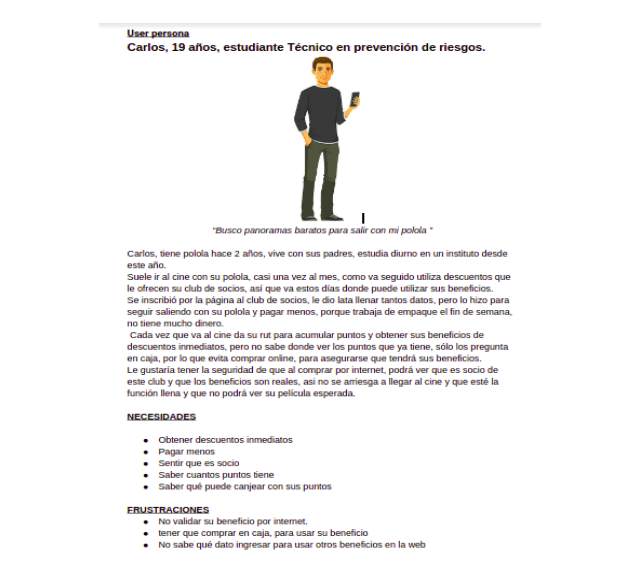 User persona
Carlos, 19 años, estudiante Técnico en prevención de riesgos.
"Busco panoramas baratos para salir con mi polola "
Carlos, tiene polola hace 2 años, vive con sus padres, estudia diurno en un instituto desde
este año.
Suele ir al cine con su polola, casi una vez al mes, como va seguido utiliza descuentos que
le ofrecen su club de socios, así que va estos días donde puede utilizar sus beneficios.
Se inscribió por la página al club de socios, le dio lata llenar tantos datos, pero lo hizo para
seguir saliendo con su polola y pagar menos, porque trabaja de empaque el fin de semana,
no tiene mucho dinero.
Cada vez que va al cine da su rut para acumular puntos y obtener sus beneficios de
descuentos inmediatos, pero no sabe donde ver los puntos que ya tiene, sólo los pregunta
en caja, por lo que evita comprar online, para asegurarse que tendrá sus beneficios.
Le gustaría tener la seguridad de que al comprar por internet, podrá ver que es socio de
este club y que los beneficios son reales, asi no se arriesga a llegar al cine y que esté la
función llena y que no podrá ver su película esperada.
NECESIDADES
● Obtener descuentos inmediatos
● Pagar menos
● Sentir que es socio
● Saber cuantos puntos tiene
● Saber qué puede canjear con sus puntos
FRUSTRACIONES
● No validar su beneficio por internet.
● tener que comprar en caja, para usar su beneficio
● No sabe qué dato ingresar para usar otros beneficios en la web